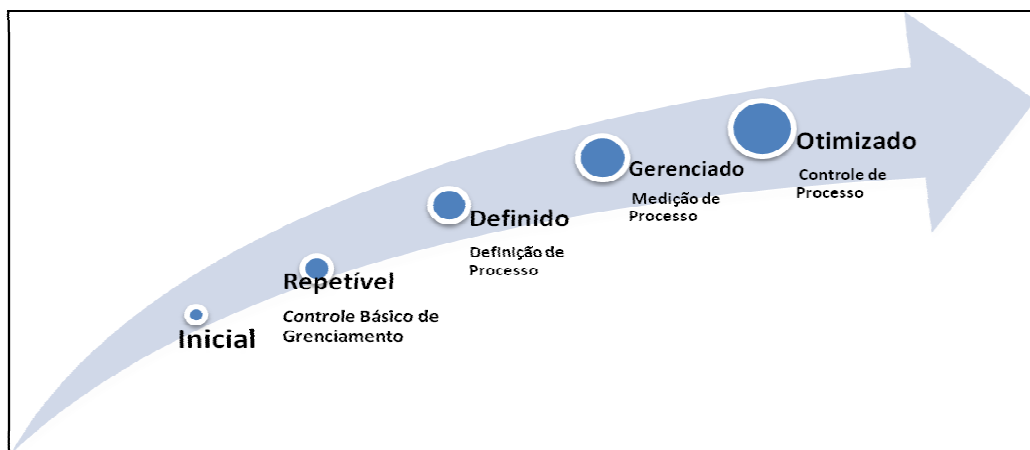 Inicial
Repetível
Controle Básico de
Grenciamento
Definido
Definição de
Processo
Gerenciado
Medição de
Processo
Otimizado
Controle de
Processo